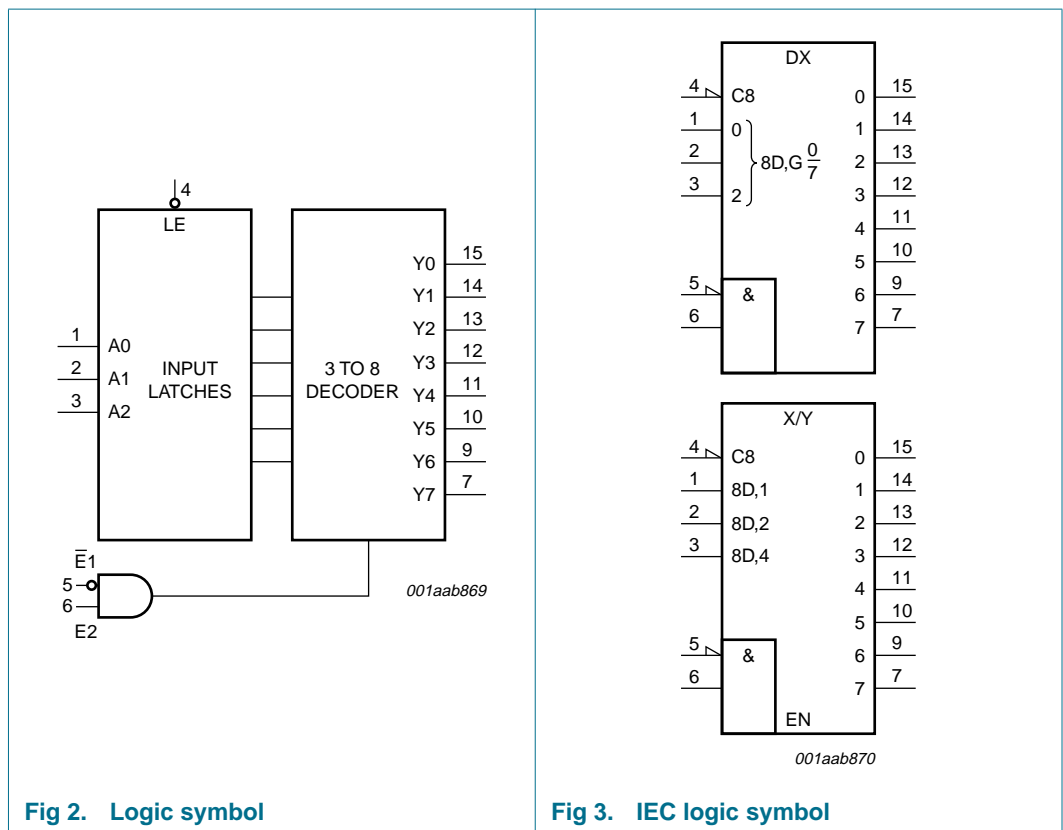 4
LE
1 A0
2 A1
3 A2
INPUT
LATCHES
3 TO 8
DECODER
Y0 15
Y1 14
Y2 13
Y3 12
Y4 11
Y5 10
Y6 9
Y7 7
E̅1
5
6
E2
001aab869
Fig 2. Logic symbol
DX
4 C8 0 15
1 0 1 14
2 8D,G 0/7 2 13
3 2 3 12
4 11
5 10
5 & 6 9
6 7 7
X/Y
4 C8 0 15
1 8D,1 1 14
2 8D,2 2 13
3 8D,4 3 12
4 11
5 10
5 & 6 9
6 7 7
EN
001aab870
Fig 3. IEC logic symbol